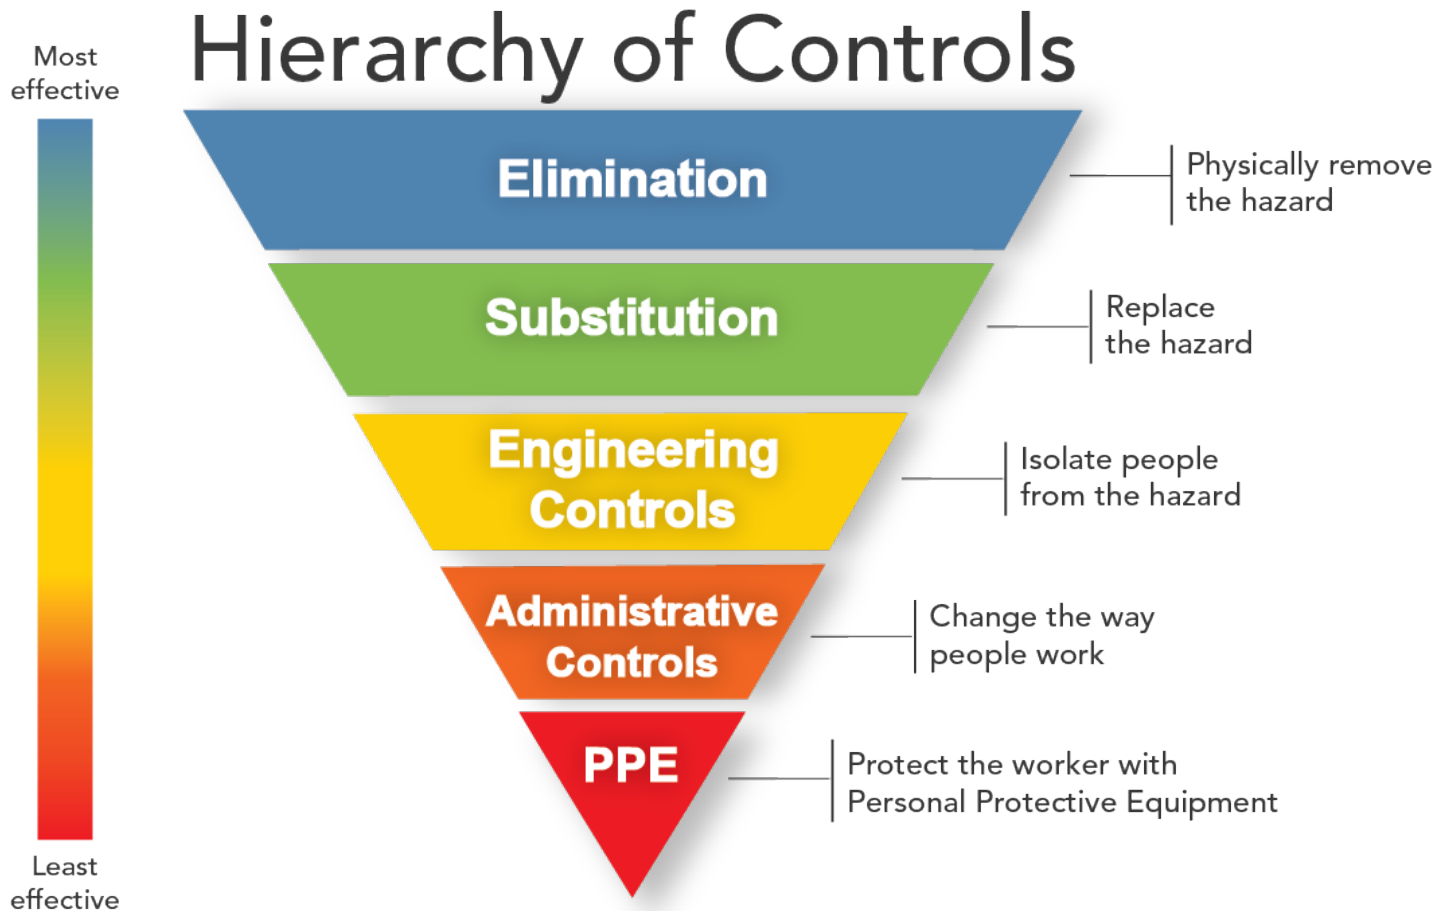 Hierarchy of Controls
Most
effective
Elimination
Physically remove
the hazard
Substitution
Replace
the hazard
Engineering
Controls
Isolate people
from the hazard
Administrative
Controls
Change the way
people work
PPE
Protect the worker with
Personal Protective Equipment
Least
effective